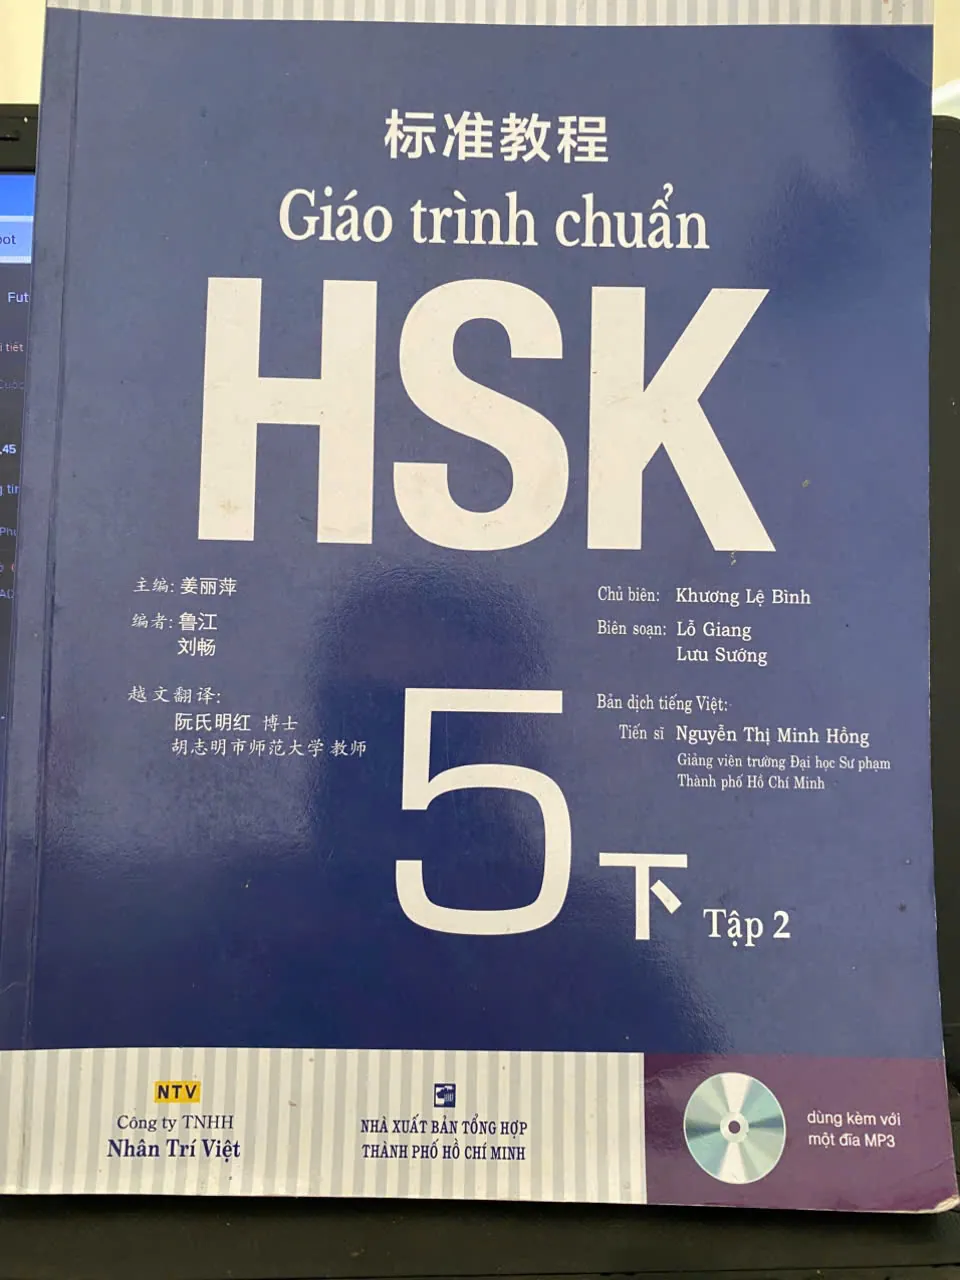 标准教程
Giáo trình chuẩn
HSK
主编: 姜丽萍
编者: 鲁江
刘畅
越文翻译:
阮氏明红 博士
胡志明市师范大学 教师
Chủ biên: Khương Lệ Bình
Biên soạn: Lỗ Giang
Lưu Sướng
Bản dịch tiếng Việt:
Tiến sĩ Nguyễn Thị Minh Hồng
Giảng viên trường Đại học Sư phạm
Thành phố Hồ Chí Minh
5下 Tập 2
NTV
Công ty TNHH
Nhân Trí Việt
NHÀ XUẤT BẢN TỔNG HỢP
THÀNH PHỐ HỒ CHÍ MINH
dùng kèm với
một đĩa MP3